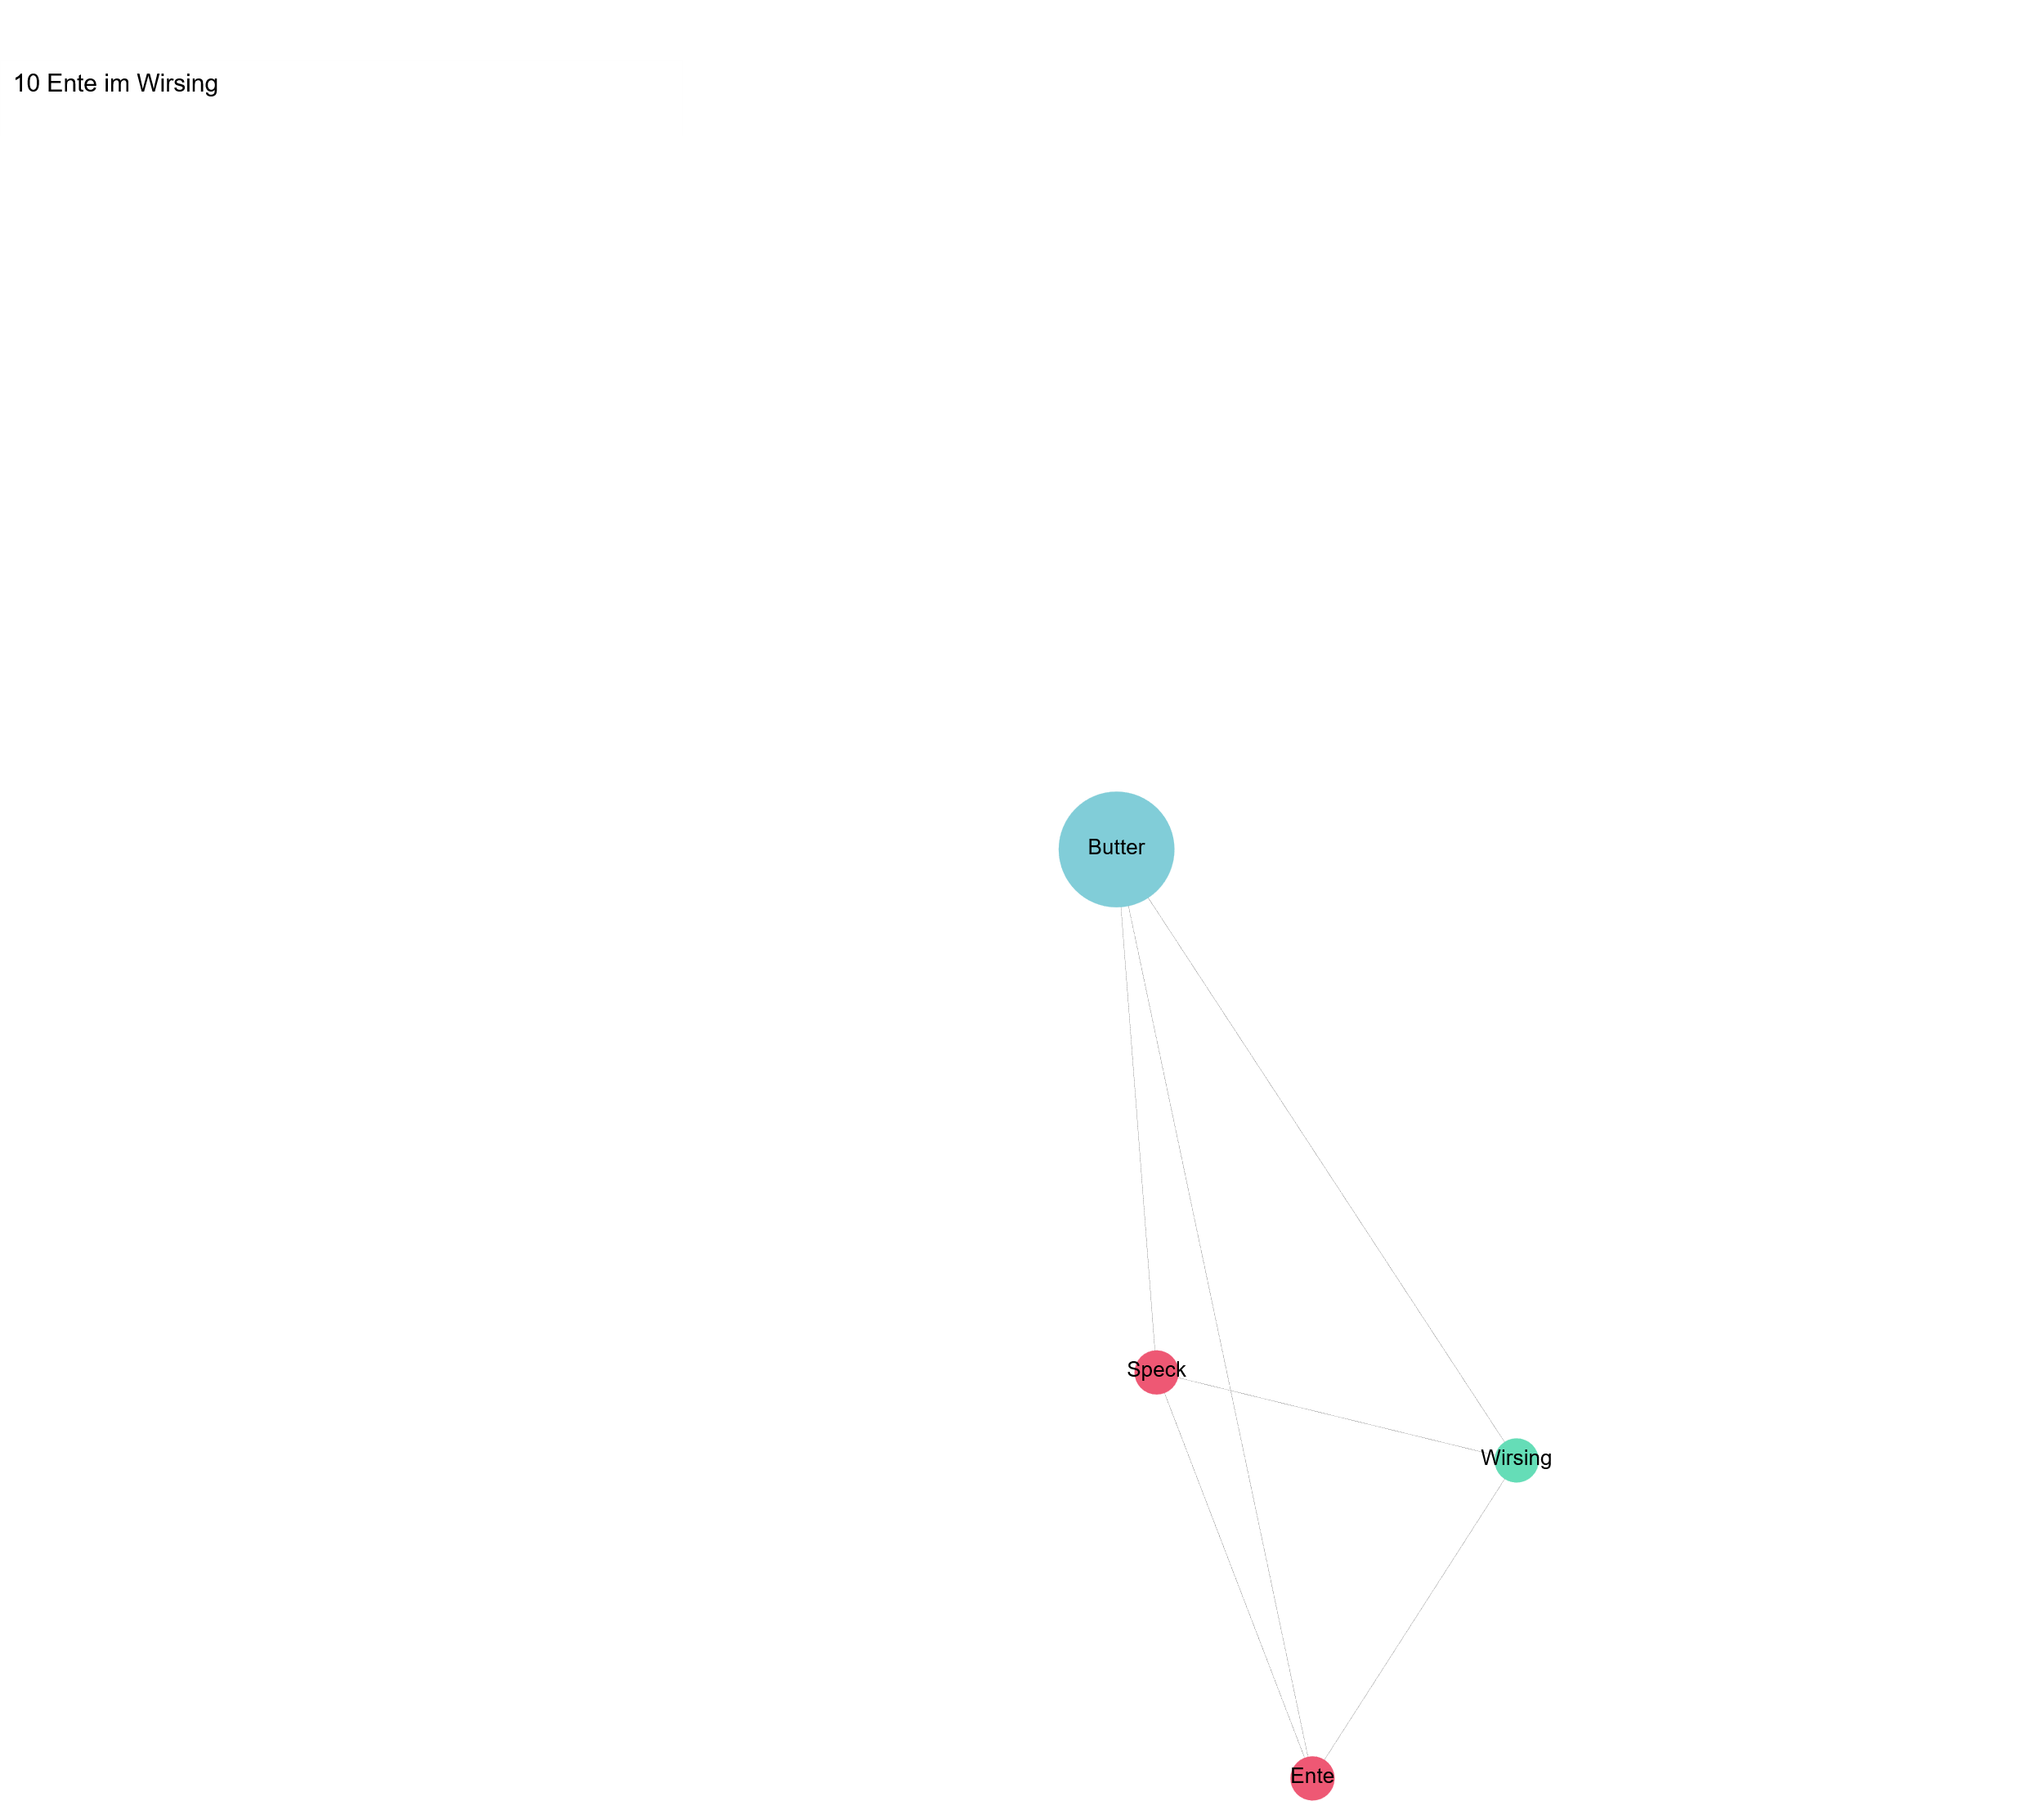 10 Ente im Wirsing
Butter
Speck
Wirsing
Ente